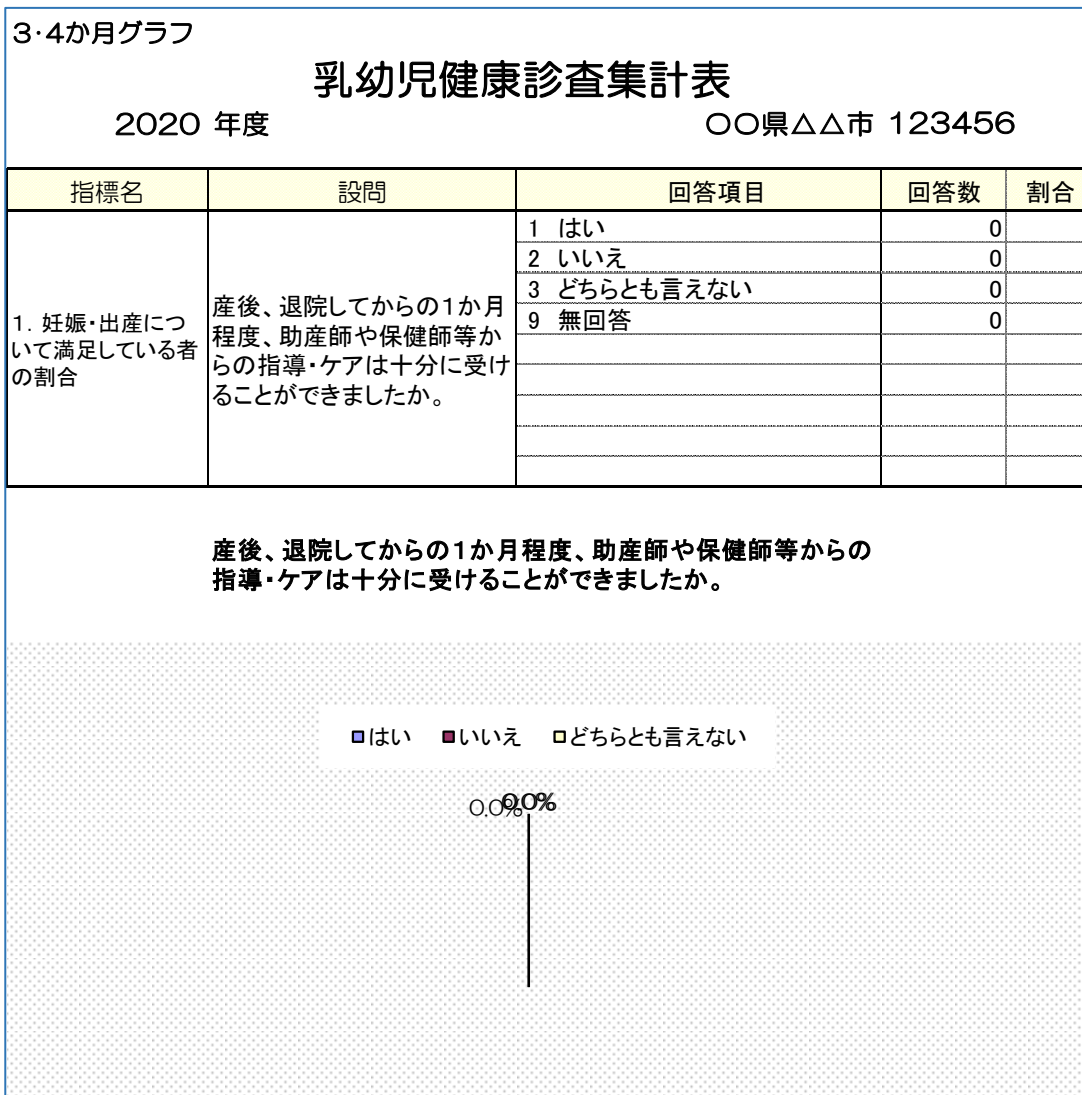 3・4か月グラフ
乳幼児健康診査集計表
2020 年度 〇〇県△△市 123456
指標名 設問 回答項目 回答数 割合
1. 妊娠・出産につ
いて満足している者
の割合
産後、退院してからの1か月
程度、助産師や保健師等か
らの指導・ケアは十分に受け
ることができましたか。
1 はい 0
2 いいえ 0
3 どちらとも言えない 0
9 無回答 0
産後、退院してからの1か月程度、助産師や保健師等からの
指導・ケアは十分に受けることができましたか。
はい いいえ どちらとも言えない
0.0% 0.0%